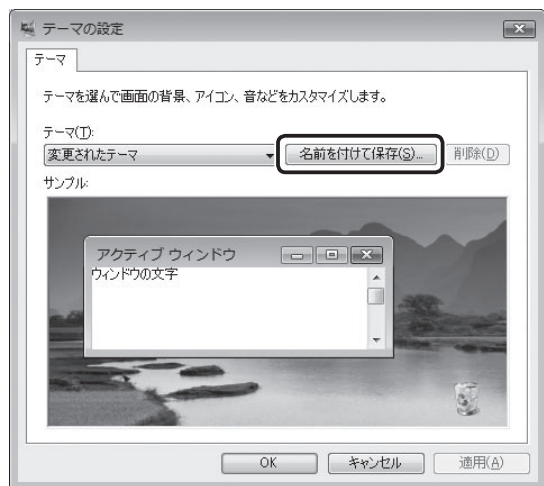 テーマの設定
テーマ
テーマを選んで画面の背景、アイコン、音などをカスタマイズします。
テーマ(T):
変更されたテーマ 名前を付けて保存(S)... 削除(D)
サンプル:
アクティブ ウィンドウ
ウィンドウの文字
OK キャンセル 適用(A)